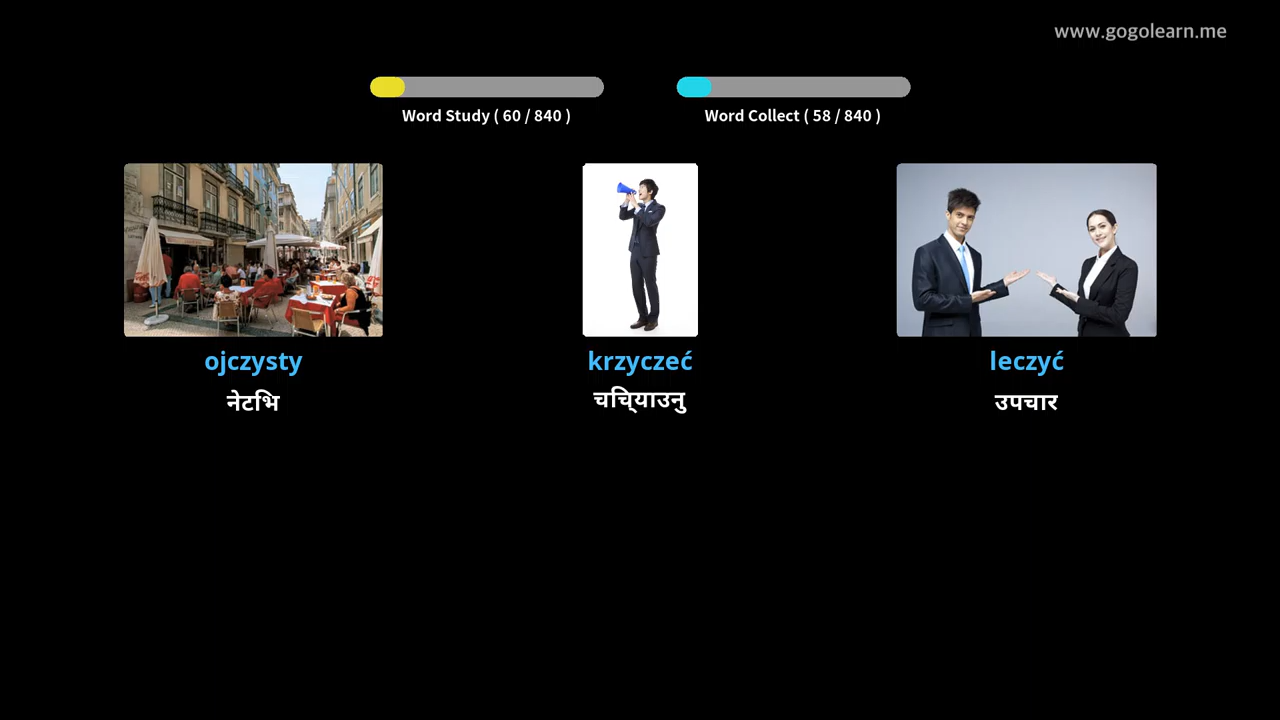 www.gogolearn.me
Word Study ( 60 / 840 )
Word Collect ( 58 / 840 )
ojczysty
krzyczeć
leczyć
नेटभि
चिच्याउनु
उपचार